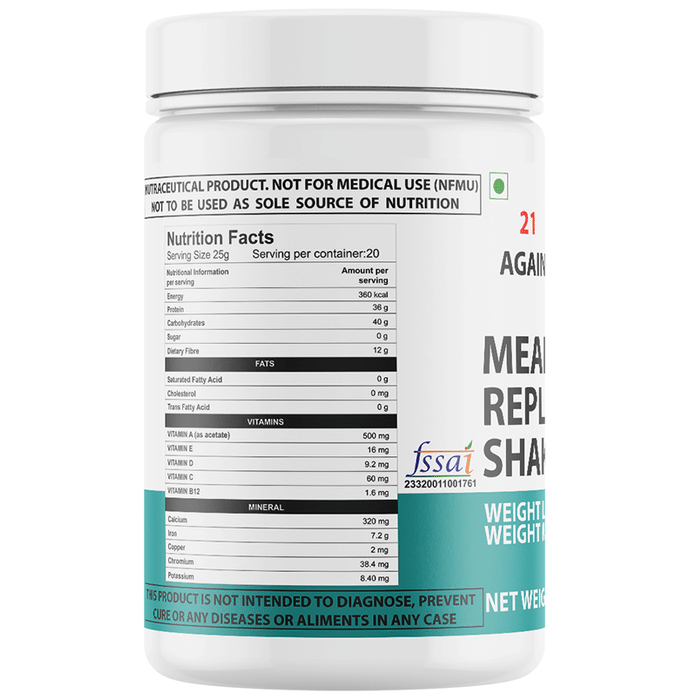 NUTRACEUTICAL PRODUCT. NOT FOR MEDICAL USE (NFMU)
NOT TO BE USED AS SOLE SOURCE OF NUTRITION
Nutrition Facts
Serving Size 25g Serving per container:20
Nutritional Information per serving Amount per serving
Energy 360 kcal
Protein 36 g
Carbohydrates 40 g
Sugar 0 g
Dietary Fibre 12 g
FATS
Saturated Fatty Acid 0 g
Cholesterol 0 mg
Trans Fatty Acid 0 g
VITAMINS
VITAMIN A (as acetate) 500 mg
VITAMIN E 16 mg
VITAMIN D 9.2 mg
VITAMIN C 60 mg
VITAMIN B12 1.6 mg
MINERAL
Calcium 320 mg
Iron 7.2 g
Copper 2 mg
Chromium 38.4 mg
Potassium 8.40 mg
THIS PRODUCT IS NOT INTENDED TO DIAGNOSE, PREVENT
CURE OR ANY DISEASES OR ALIMENTS IN ANY CASE
fssai
23320011001761
21
AGAIN
MEAL
REPL
SHAK
WEIGHT L
WEIGHT
NET WEIG